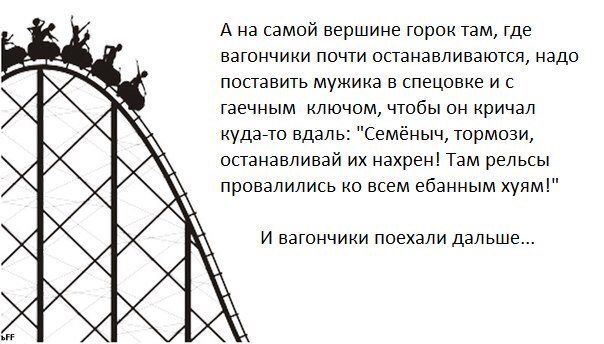 А на самой вершине горок там, где
вагончики почти останавливаются, надо
поставить мужика в спецовке и с
гаечным ключом, чтобы он кричал
куда-то вдаль: "Семёныч, тормози,
останавливай их нахрен! Там рельсы
провалились ко всем ебанным хуям!"
И вагончики поехали дальше...
ъFF